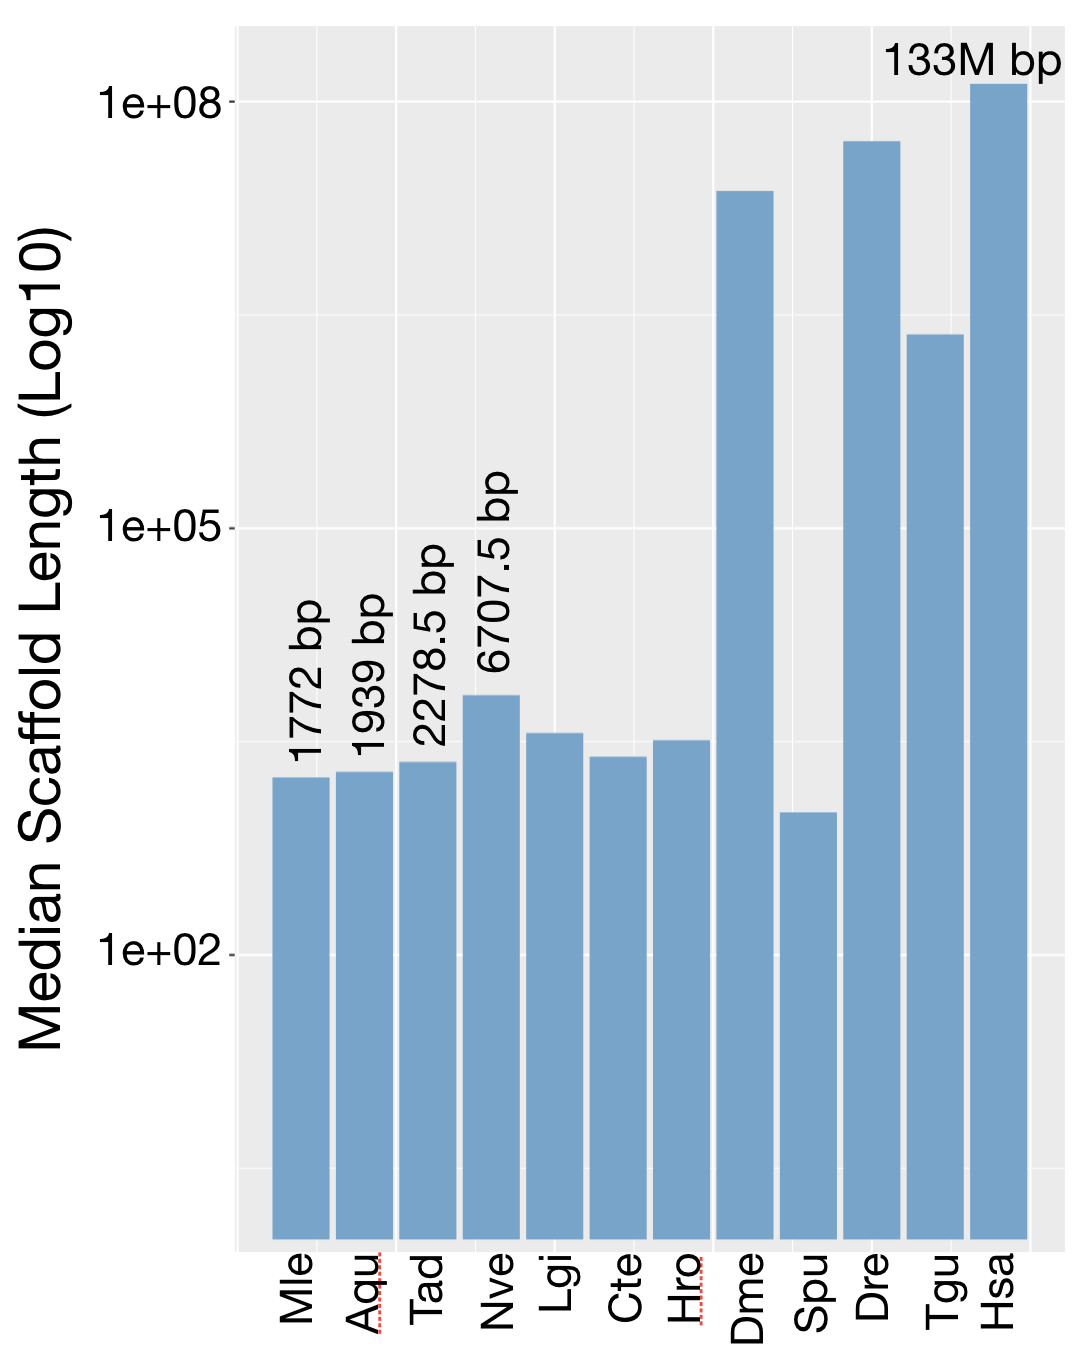 Median Scaffold Length (Log10)
1e+08
1e+05
1e+02
1772 bp
1939 bp
2278.5 bp
6707.5 bp
133M bp
Mle
Aqu
Tad
Nve
Lgi
Cte
Hro
Dme
Spu
Dre
Tgu
Hsa